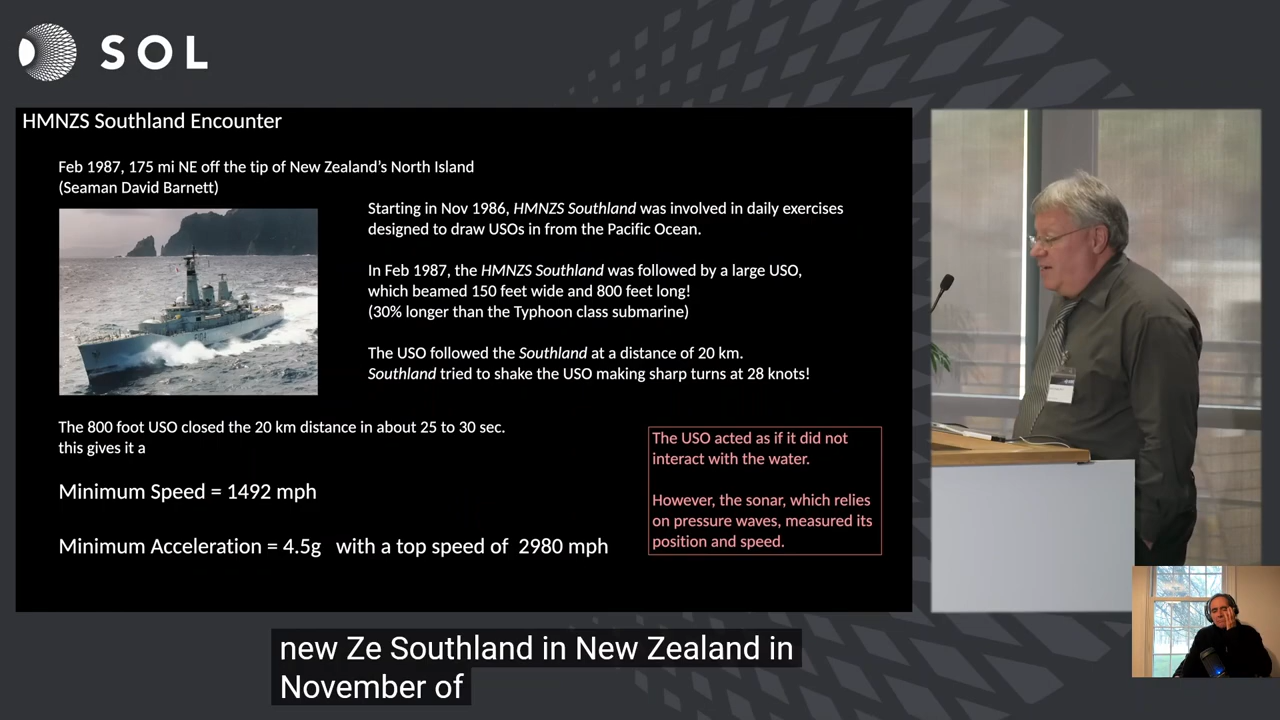 SOL
HMNZS Southland Encounter
Feb 1987, 175 mi NE off the tip of New Zealand’s North Island
(Seaman David Barnett)
Starting in Nov 1986, HMNZS Southland was involved in daily exercises
designed to draw USOs in from the Pacific Ocean.
In Feb 1987, the HMNZS Southland was followed by a large USO,
which beamed 150 feet wide and 800 feet long!
(30% longer than the Typhoon class submarine)
The USO followed the Southland at a distance of 20 km.
Southland tried to shake the USO making sharp turns at 28 knots!
The 800 foot USO closed the 20 km distance in about 25 to 30 sec.
this gives it a
Minimum Speed = 1492 mph
Minimum Acceleration = 4.5g with a top speed of 2980 mph
The USO acted as if it did not
interact with the water.
However, the sonar, which relies
on pressure waves, measured its
position and speed.
new Ze Southland in New Zealand in
November of